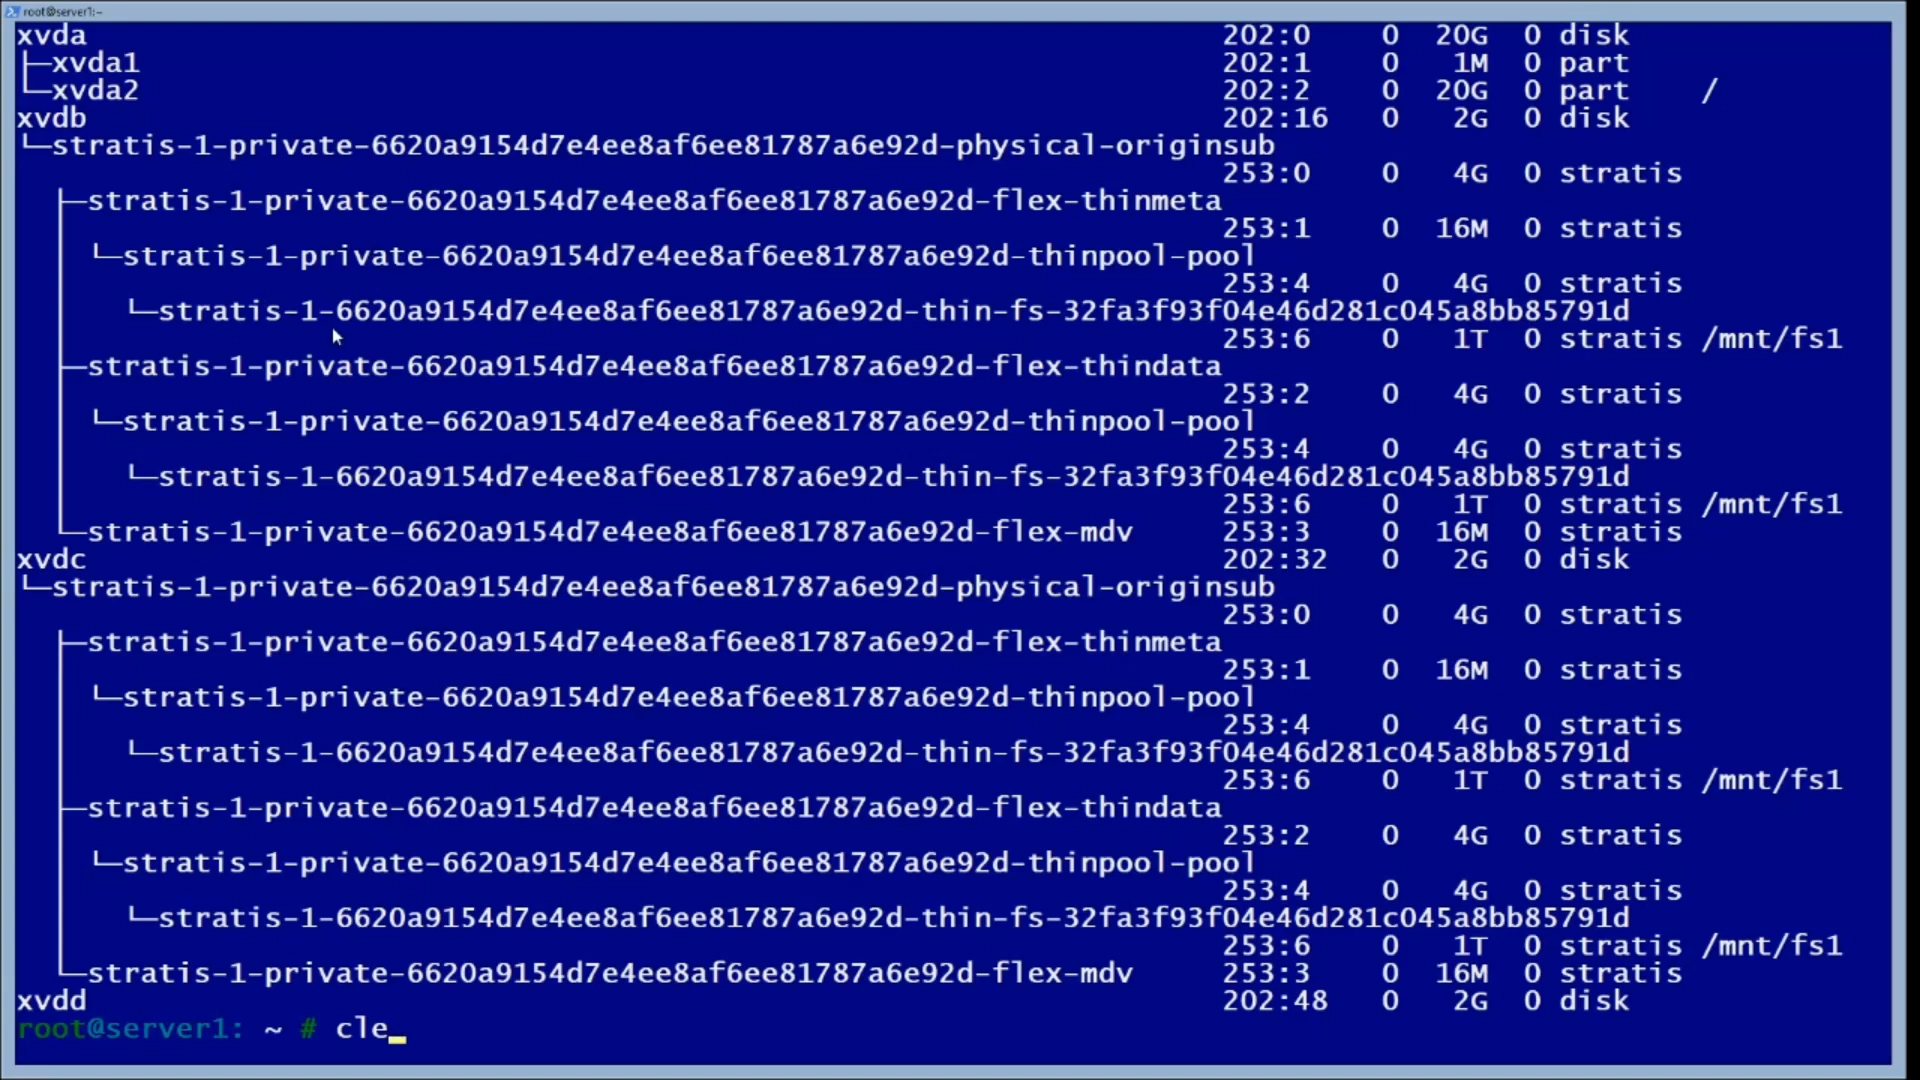 root@server1:~
xvda 202:0 0 20G 0 disk
├─xvda1 202:1 0 1M 0 part
└─xvda2 202:2 0 20G 0 part /
xvdb 202:16 0 2G 0 disk
└─stratis-1-private-6620a9154d7e4ee8af6ee81787a6e92d-physical-originsub
253:0 0 4G 0 stratis
├─stratis-1-private-6620a9154d7e4ee8af6ee81787a6e92d-flex-thinmeta
253:1 0 16M 0 stratis
│ └─stratis-1-private-6620a9154d7e4ee8af6ee81787a6e92d-thinpool-pool
253:4 0 4G 0 stratis
│ └─stratis-1-6620a9154d7e4ee8af6ee81787a6e92d-thin-fs-32fa3f93f04e46d281c045a8bb85791d
253:6 0 1T 0 stratis /mnt/fs1
├─stratis-1-private-6620a9154d7e4ee8af6ee81787a6e92d-flex-thindata
253:2 0 4G 0 stratis
│ └─stratis-1-private-6620a9154d7e4ee8af6ee81787a6e92d-thinpool-pool
253:4 0 4G 0 stratis
│ └─stratis-1-6620a9154d7e4ee8af6ee81787a6e92d-thin-fs-32fa3f93f04e46d281c045a8bb85791d
253:6 0 1T 0 stratis /mnt/fs1
└─stratis-1-private-6620a9154d7e4ee8af6ee81787a6e92d-flex-mdv 253:3 0 16M 0 stratis
xvdc 202:32 0 2G 0 disk
└─stratis-1-private-6620a9154d7e4ee8af6ee81787a6e92d-physical-originsub
253:0 0 4G 0 stratis
├─stratis-1-private-6620a9154d7e4ee8af6ee81787a6e92d-flex-thinmeta
253:1 0 16M 0 stratis
│ └─stratis-1-private-6620a9154d7e4ee8af6ee81787a6e92d-thinpool-pool
253:4 0 4G 0 stratis
│ └─stratis-1-6620a9154d7e4ee8af6ee81787a6e92d-thin-fs-32fa3f93f04e46d281c045a8bb85791d
253:6 0 1T 0 stratis /mnt/fs1
├─stratis-1-private-6620a9154d7e4ee8af6ee81787a6e92d-flex-thindata
253:2 0 4G 0 stratis
│ └─stratis-1-private-6620a9154d7e4ee8af6ee81787a6e92d-thinpool-pool
253:4 0 4G 0 stratis
│ └─stratis-1-6620a9154d7e4ee8af6ee81787a6e92d-thin-fs-32fa3f93f04e46d281c045a8bb85791d
253:6 0 1T 0 stratis /mnt/fs1
└─stratis-1-private-6620a9154d7e4ee8af6ee81787a6e92d-flex-mdv 253:3 0 16M 0 stratis
xvdd 202:48 0 2G 0 disk
root@server1: ~ # cle